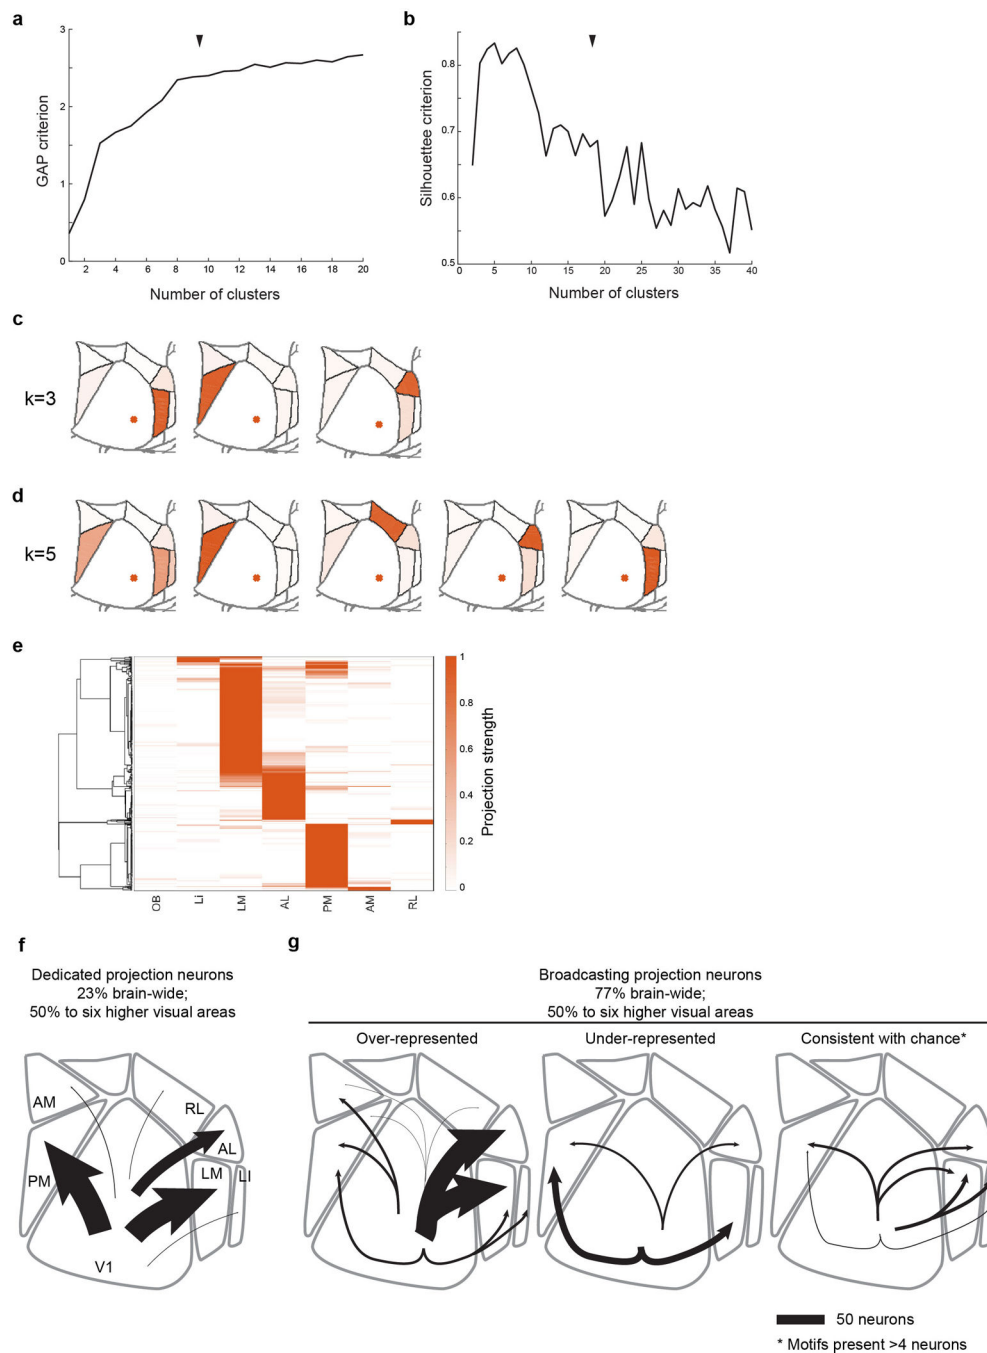 a
3
2
1
0
GAP criterion
2 4 6 8 10 12 14 16 18 20
Number of clusters
b
0.8
0.7
0.6
0.5
Silhouettee criterion
0 5 10 15 20 25 30 35 40
Number of clusters
c
k=3
d
k=5
e
1
0.8
0.6
0.4
0.2
0
Projection strength
OB Li LM AL PM AM RL
f
Dedicated projection neurons
23% brain-wide;
50% to six higher visual areas
AM
RL
AL
PM
LM
LI
V1
g
Broadcasting projection neurons
77% brain-wide;
50% to six higher visual areas
Over-represented
Under-represented
Consistent with chance*
50 neurons
* Motifs present >4 neurons